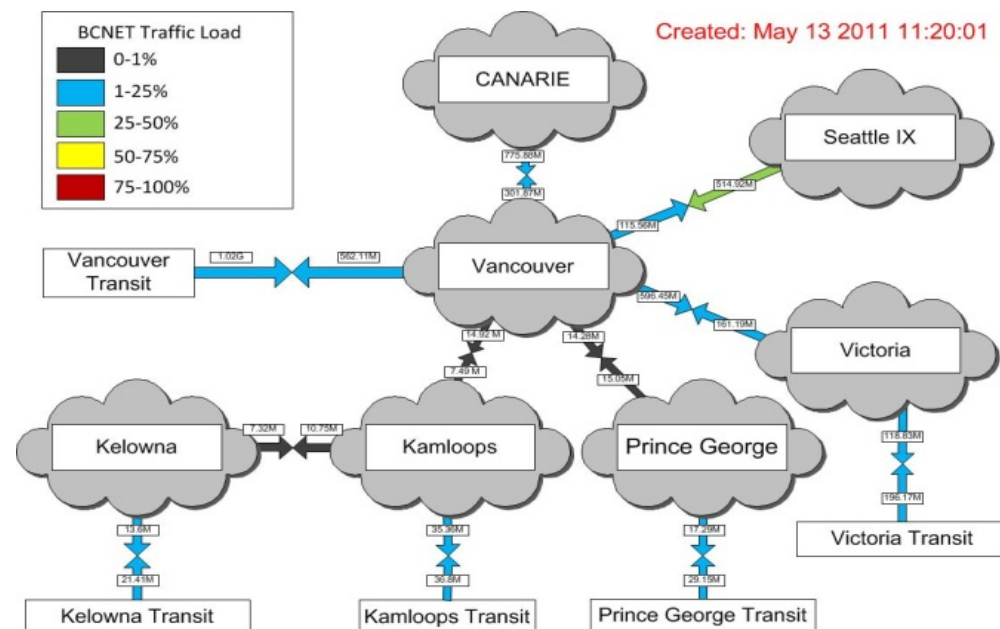 BCNET Traffic Load
0-1%
1-25%
25-50%
50-75%
75-100%
Created: May 13 2011 11:20:01
CANARIE
Seattle IX
775.88M
301.87M
514.92M
115.56M
Vancouver
Transit
1.02G
562.11M
Vancouver
596.45M
161.19M
Victoria
14.92 M
7.49 M
14.28M
15.05M
Kelowna
7.32M
10.75M
Kamloops
Prince George
118.83M
196.17M
13.6M
21.41M
35.36M
36.8M
17.29M
29.15M
Victoria Transit
Kelowna Transit
Kamloops Transit
Prince George Transit